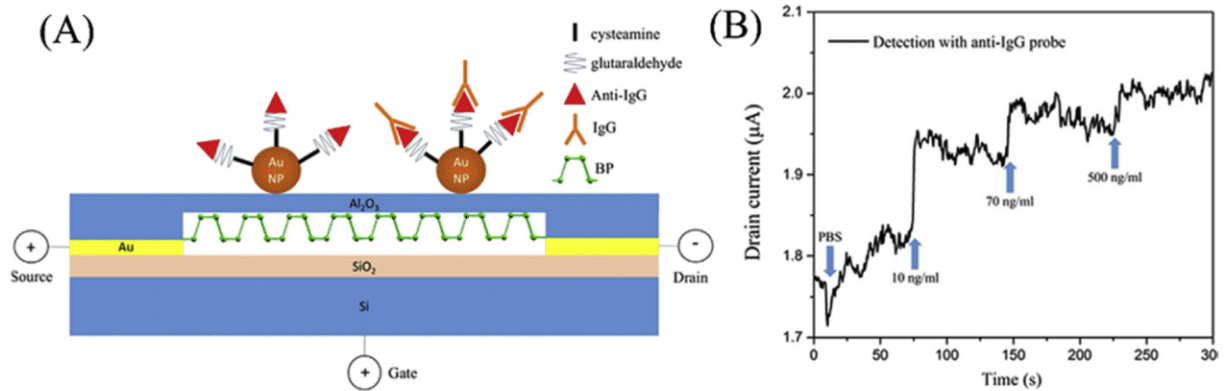 (A)
cysteamine
glutaraldehyde
Anti-IgG
IgG
BP
Au
NP
Au
NP
Al₂O₃
+
Source
Au
SiO₂
-
Drain
Si
+
Gate
(B)
Detection with anti-IgG probe
PBS
10 ng/ml
70 ng/ml
500 ng/ml
Drain current (μA)
2.1
2.0
1.9
1.8
1.7
0
50
100
150
200
250
30
Time (s)